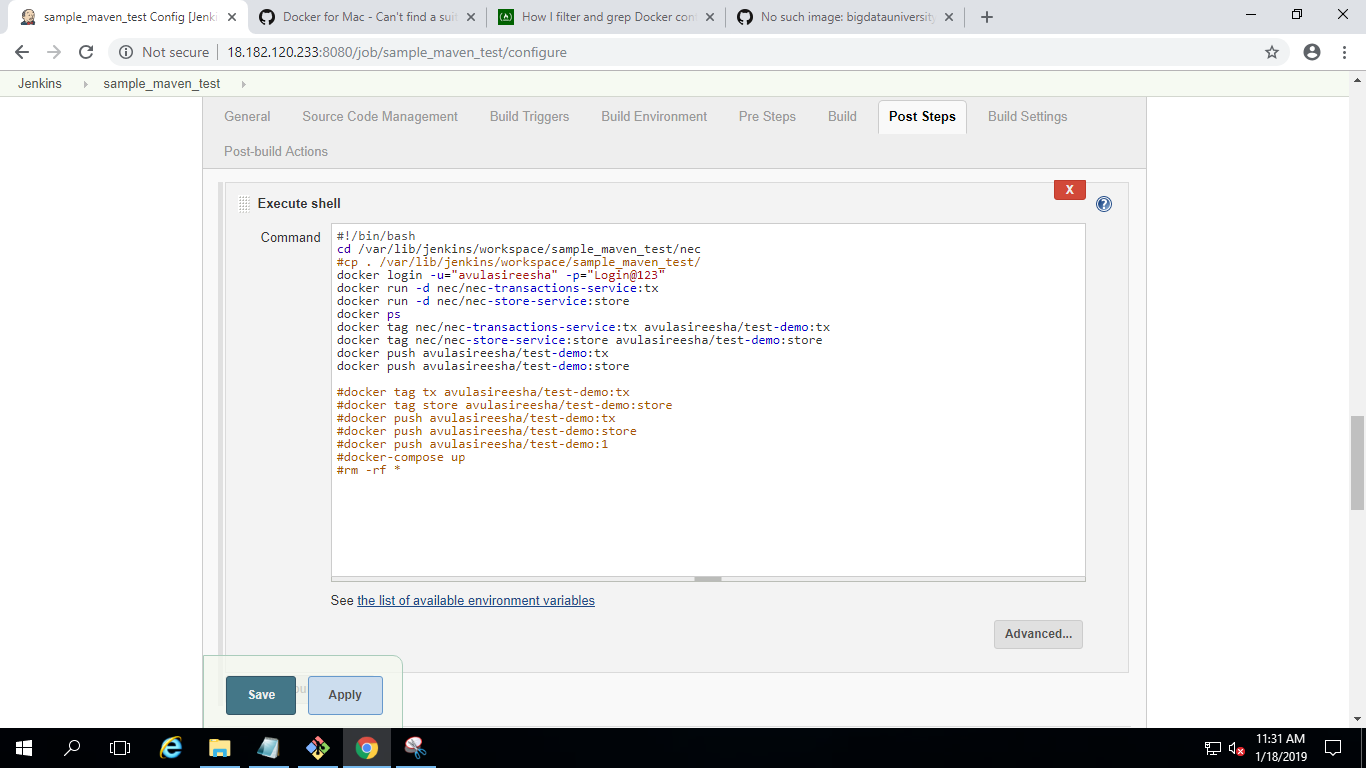 sample_maven_test Config [Jenki
Docker for Mac - Can't find a suit
How I filter and grep Docker con
No such image: bigdatauniversity
Not secure
18.182.120.233:8080/job/sample_maven_test/configure
Jenkins
sample_maven_test
General
Source Code Management
Build Triggers
Build Environment
Pre Steps
Build
Post Steps
Build Settings
Post-build Actions
X
Execute shell
?
Command
#!/bin/bash
cd /var/lib/jenkins/workspace/sample_maven_test/nec
#cp . /var/lib/jenkins/workspace/sample_maven_test/
docker login -u="avulasireesha" -p="Login@123"
docker run -d nec/nec-transactions-service:tx
docker run -d nec/nec-store-service:store
docker ps
docker tag nec/nec-transactions-service:tx avulasireesha/test-demo:tx
docker tag nec/nec-store-service:store avulasireesha/test-demo:store
docker push avulasireesha/test-demo:tx
docker push avulasireesha/test-demo:store
#docker tag tx avulasireesha/test-demo:tx
#docker tag store avulasireesha/test-demo:store
#docker push avulasireesha/test-demo:tx
#docker push avulasireesha/test-demo:store
#docker push avulasireesha/test-demo:1
#docker-compose up
#rm -rf *
See the list of available environment variables
Advanced...
Save
Apply
11:31 AM
1/18/2019